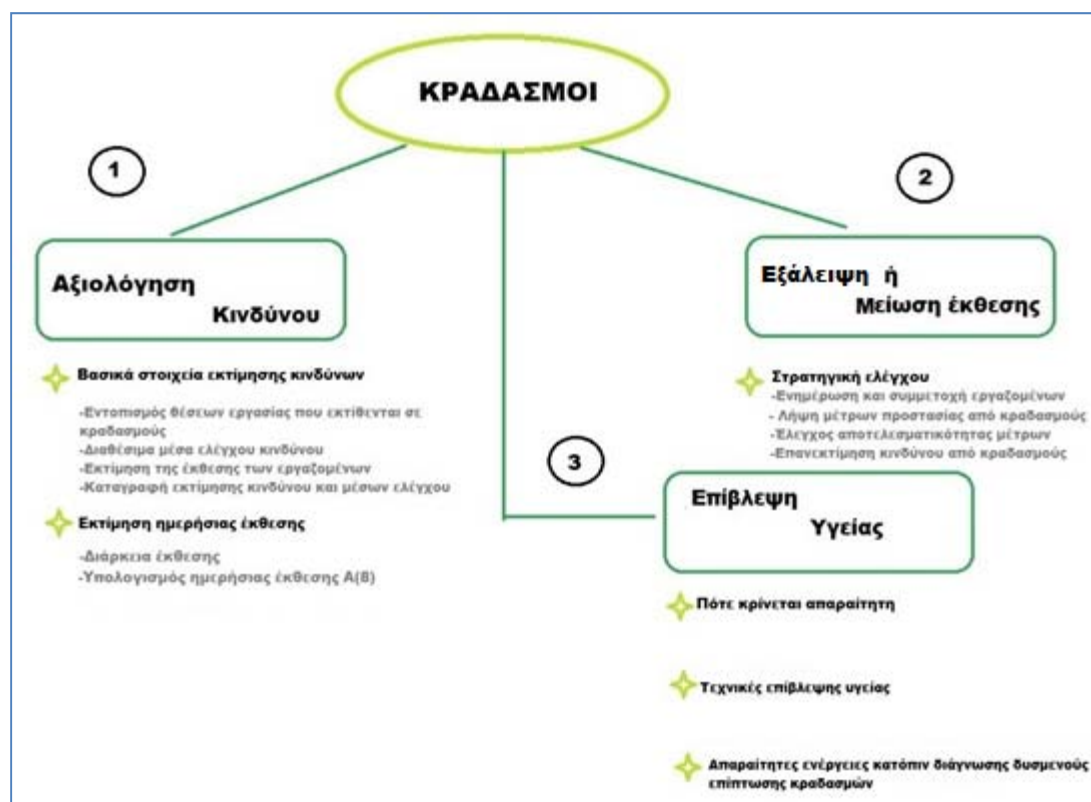 ΚΡΑΔΑΣΜΟΙ
1
Αξιολόγηση
Κινδύνου
Βασικά στοιχεία εκτίμησης κινδύνων
-Εντοπισμός θέσεων εργασίας που εκτίθενται σε
κραδασμούς
-Διαθέσιμα μέσα ελέγχου κινδύνου
-Εκτίμηση της έκθεσης των εργαζομένων
-Καταγραφή εκτίμησης κινδύνου και μέσων ελέγχου
Εκτίμηση ημερήσιας έκθεσης
-Διάρκεια έκθεσης
-Υπολογισμός ημερήσιας έκθεσης Α(8)
2
Εξάλειψη ή
Μείωση έκθεσης
Στρατηγική ελέγχου
-Ενημέρωση και συμμετοχή εργαζομένων
- Λήψη μέτρων προστασίας από κραδασμούς
-Έλεγχος αποτελεσματικότητας μέτρων
-Επανεκτίμηση κινδύνου από κραδασμούς
3
Επίβλεψη
Υγείας
Πότε κρίνεται απαραίτητη
Τεχνικές επίβλεψης υγείας
Απαραίτητες ενέργειες κατόπιν διάγνωσης δυσμενούς
επίπτωσης κραδασμών